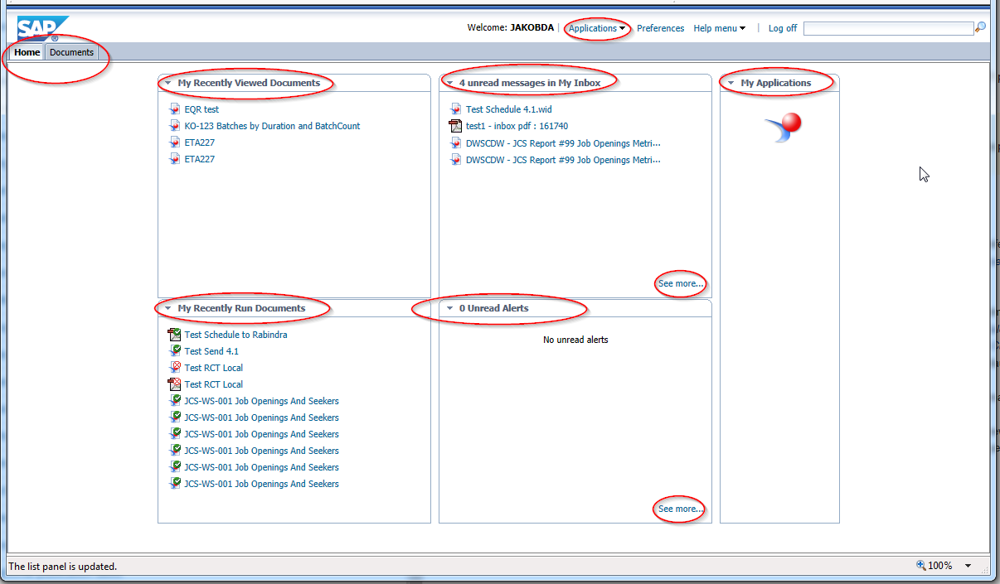 Welcome: JAKOBDA | Applications Preferences Help menu | Log off
SAP®
Home Documents
My Recently Viewed Documents
EQR test
KO-123 Batches by Duration and BatchCount
ETA227
ETA227
4 unread messages in My Inbox
Test Schedule 4.1.wid
test1 - inbox pdf : 161740
DWSCDW - JCS Report #99 Job Openings Metri...
DWSCDW - JCS Report #99 Job Openings Metri...
See more...
My Applications
My Recently Run Documents
Test Schedule to Rabindra
Test Send 4.1
Test RCT Local
Test RCT Local
JCS-WS-001 Job Openings And Seekers
JCS-WS-001 Job Openings And Seekers
JCS-WS-001 Job Openings And Seekers
JCS-WS-001 Job Openings And Seekers
JCS-WS-001 Job Openings And Seekers
JCS-WS-001 Job Openings And Seekers
0 Unread Alerts
No unread alerts
See more...
The list panel is updated.
100%